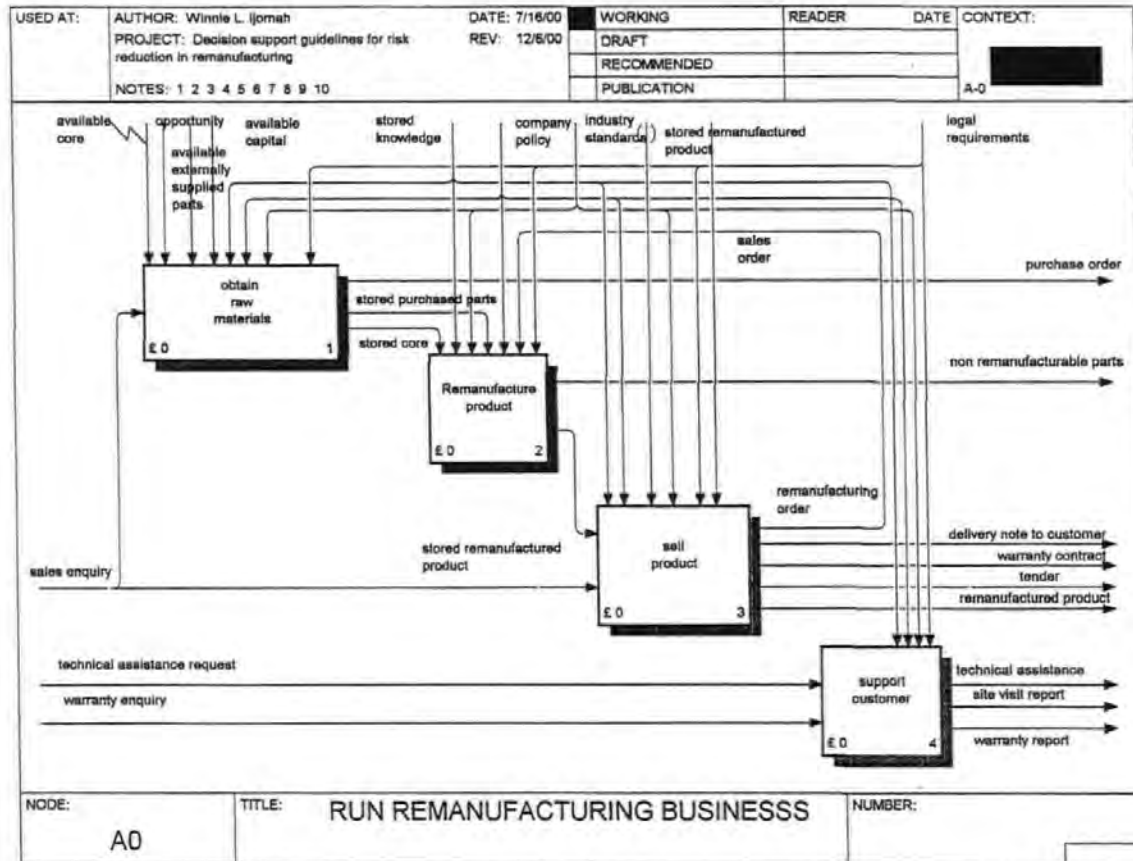 USED AT:
AUTHOR: Winnie L. Ijomah
DATE: 7/16/00
PROJECT: Decision support guidelines for risk
reduction in remanufacturing
REV: 12/6/00
NOTES: 1 2 3 4 5 6 7 8 9 10
WORKING
DRAFT
RECOMMENDED
PUBLICATION
READER
DATE
CONTEXT:
A-0
available
core
opportunity
available
externally
supplied
parts
available
capital
stored
knowledge
company
policy
industry
standards
( )
stored remanufactured
product
legal
requirements
obtain
raw
materials
£ 0
1
sales
order
purchase order
stored purchased parts
stored core
Remanufacture
product
£ 0
2
non remanufacturable parts
remanufacturing
order
sell
product
£ 0
3
stored remanufactured
product
sales enquiry
delivery note to customer
warranty contract
tender
remanufactured product
technical assistance request
warranty enquiry
support
customer
£ 0
4
technical assistance
site visit report
warranty report
NODE:
A0
TITLE:
RUN REMANUFACTURING BUSINESSS
NUMBER: